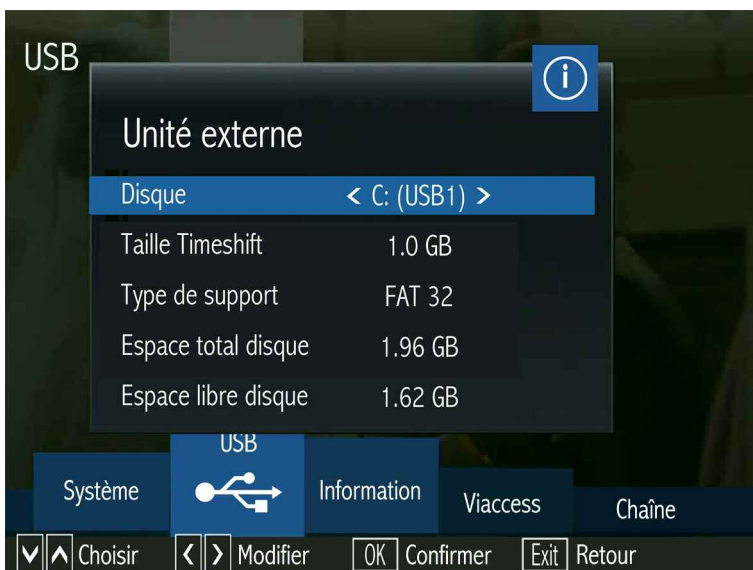 USB
Unité externe
Disque < C: (USB1) >
Taille Timeshift 1.0 GB
Type de support FAT 32
Espace total disque 1.96 GB
Espace libre disque 1.62 GB
Système USB Information Viaccess Chaîne
Choisir Modifier OK Confirmer Exit Retour